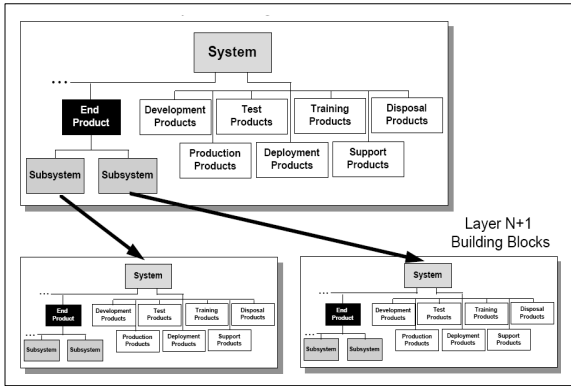 System
...
End
Product
Development
Products
Test
Products
Training
Products
Disposal
Products
Production
Products
Deployment
Products
Support
Products
Subsystem
Subsystem
Layer N+1
Building Blocks
System
...
End
Product
Development
Products
Test
Products
Training
Products
Disposal
Products
Production
Products
Deployment
Products
Support
Products
...
Subsystem
Subsystem
System
...
End
Product
Development
Products
Test
Products
Training
Products
Disposal
Products
Production
Products
Deployment
Products
Support
Products
...
Subsystem
Subsystem